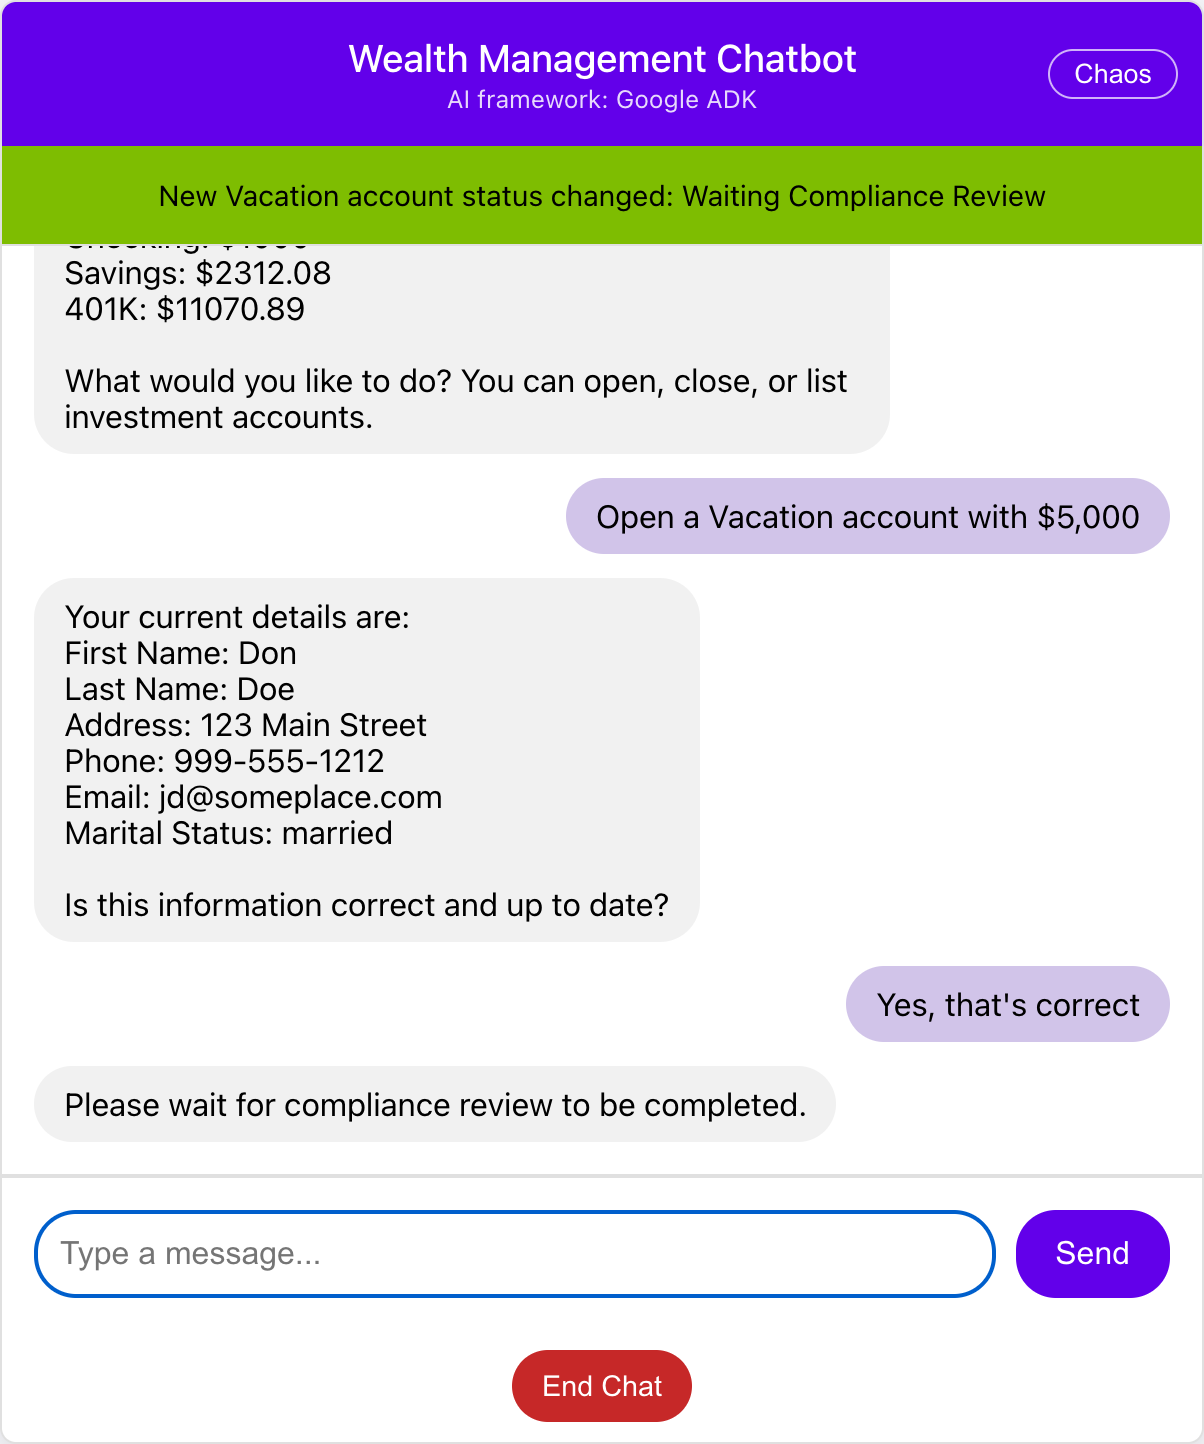 Wealth Management Chatbot
AI framework: Google ADK
Chaos
New Vacation account status changed: Waiting Compliance Review
Savings: $2312.08
401K: $11070.89
What would you like to do? You can open, close, or list
investment accounts.
Open a Vacation account with $5,000
Your current details are:
First Name: Don
Last Name: Doe
Address: 123 Main Street
Phone: 999-555-1212
Email: jd@someplace.com
Marital Status: married
Is this information correct and up to date?
Yes, that's correct
Please wait for compliance review to be completed.
Type a message...
Send
End Chat